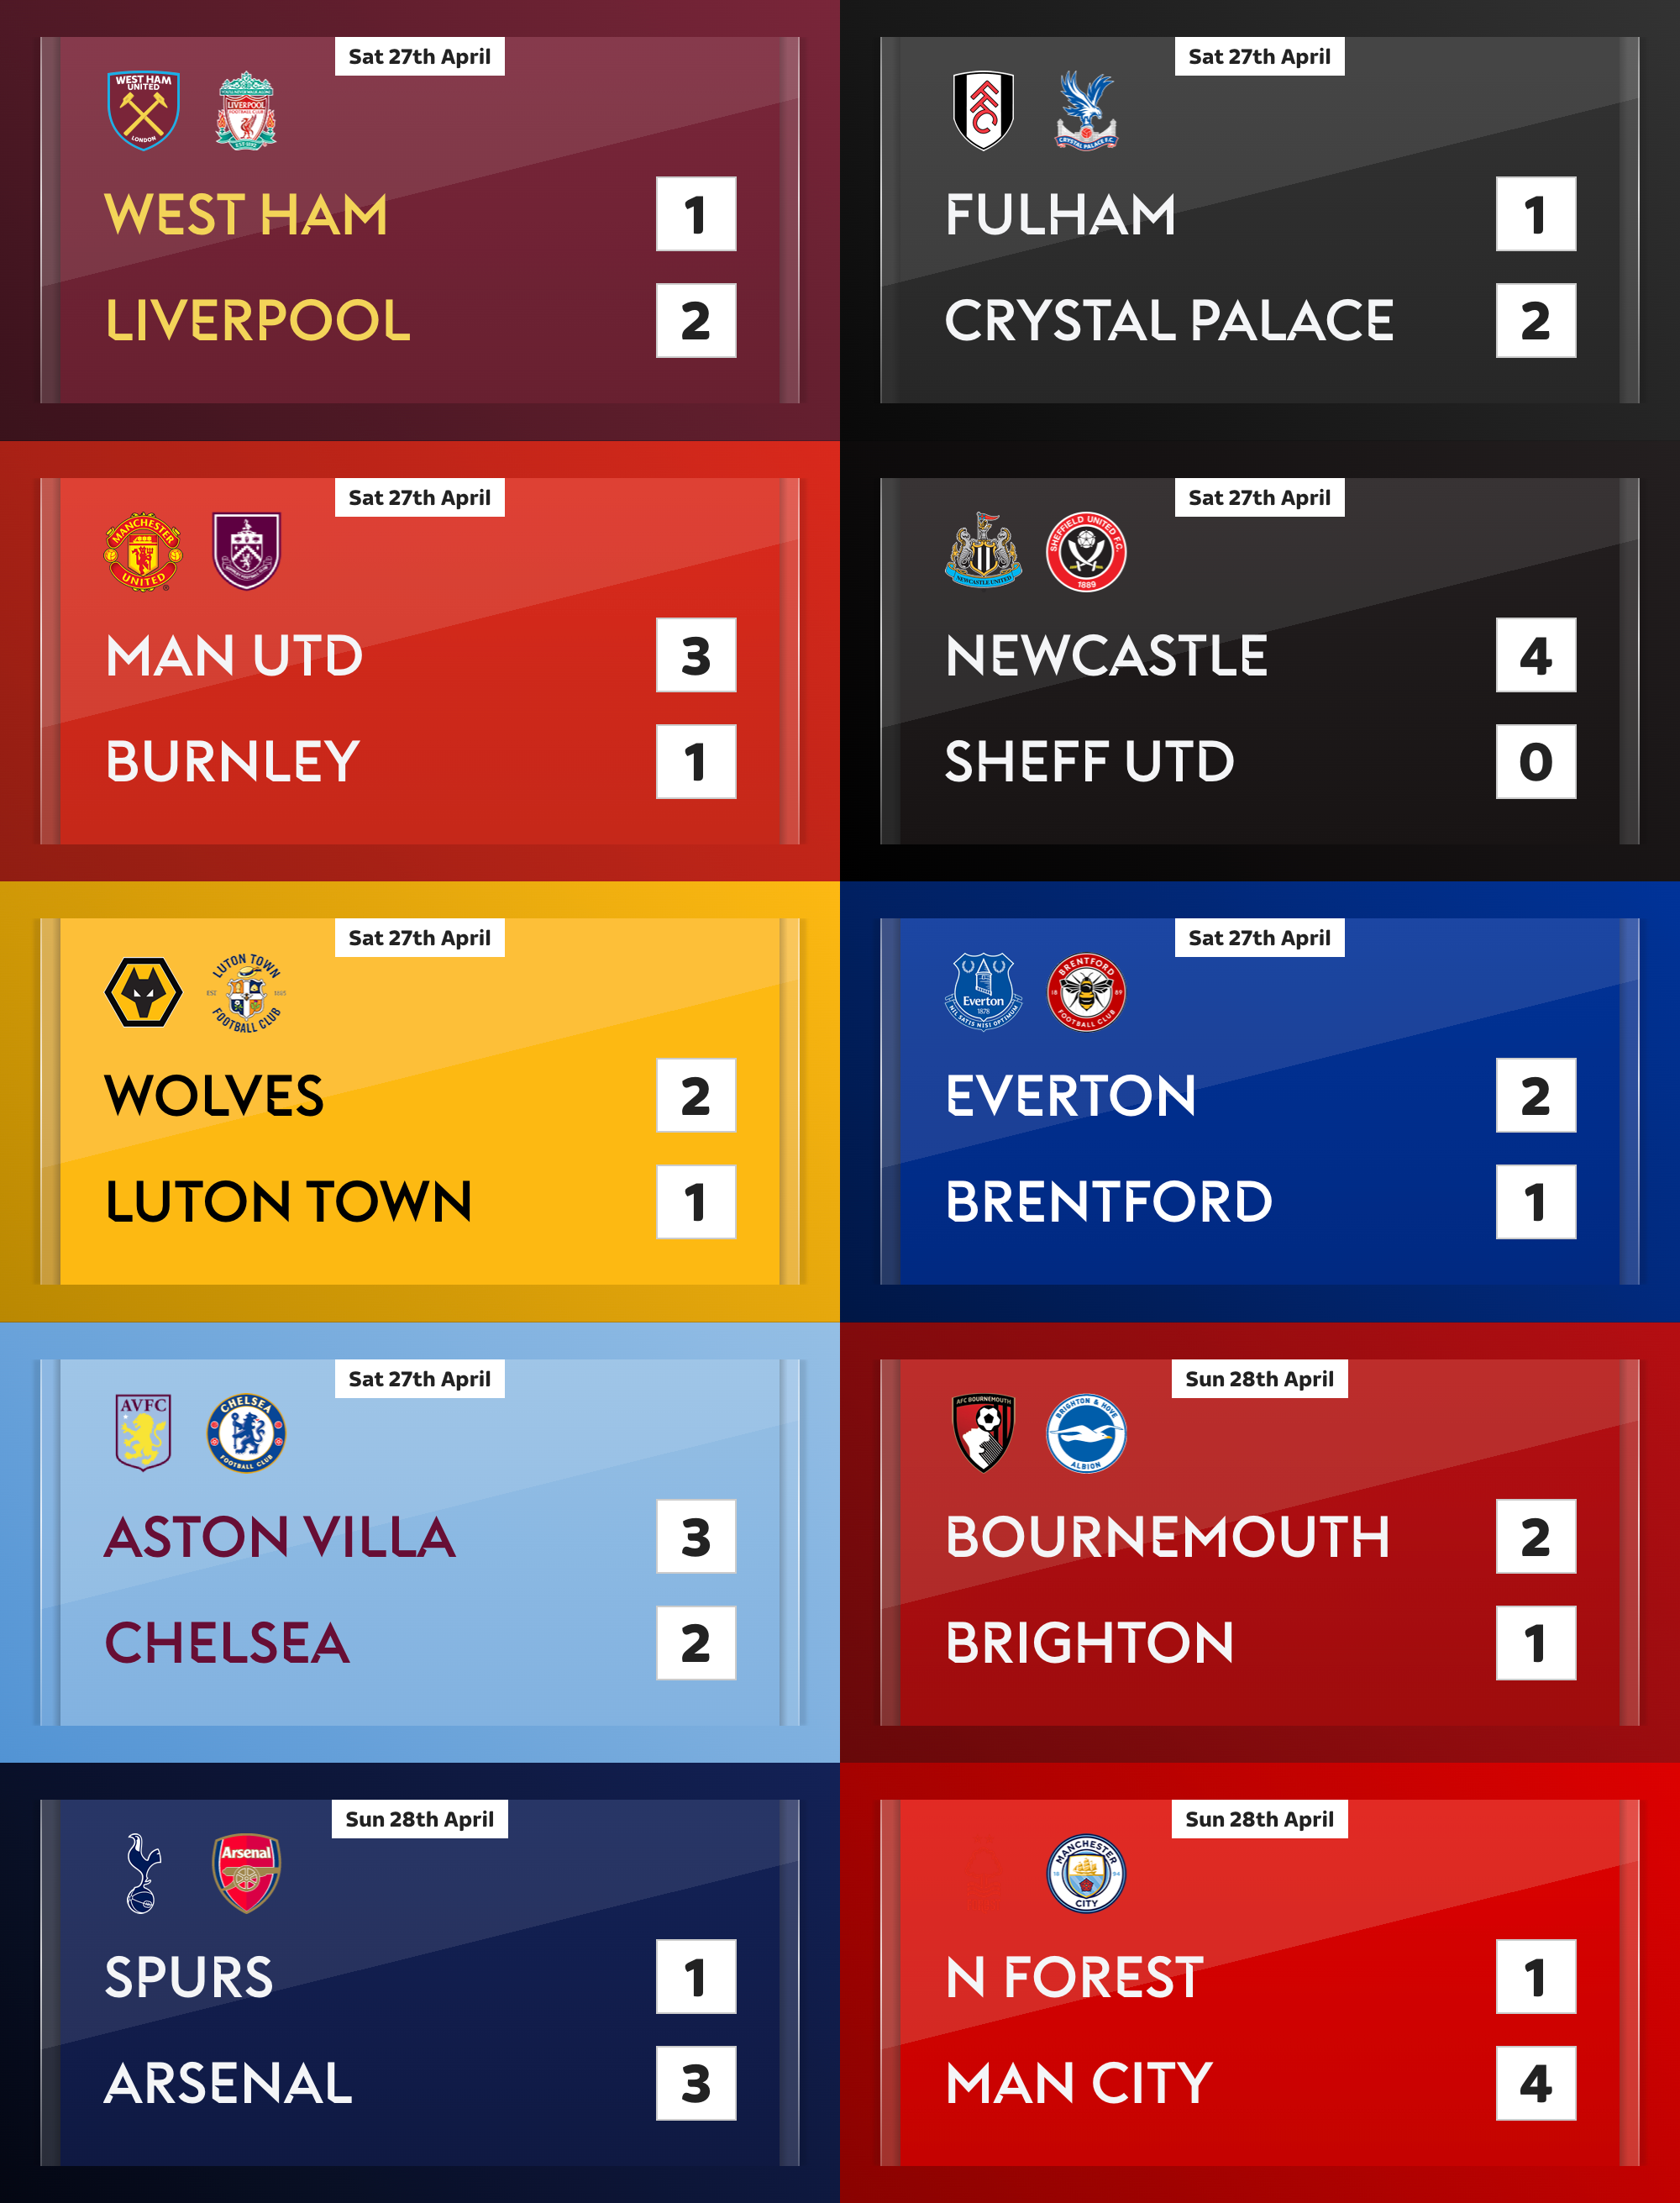 Sat 27th April
WEST HAM
UNITED
LONDON
LIVERPOOL
FOOTBALL CLUB
EST 1892
WEST HAM 1
LIVERPOOL 2
Sat 27th April
FFC
CRYSTAL PALACE F.C.
FULHAM 1
CRYSTAL PALACE 2
Sat 27th April
MANCHESTER
UNITED
MAN UTD 3
BURNLEY 1
Sat 27th April
NEWCASTLE UNITED
SHEFFIELD UNITED F.C.
1889
NEWCASTLE 4
SHEFF UTD 0
Sat 27th April
LUTON TOWN
EST 1885
FOOTBALL CLUB
WOLVES 2
LUTON TOWN 1
Sat 27th April
Everton
1878
NIL SATIS NISI OPTIMUM
BRENTFORD
18 89
FOOTBALL CLUB
EVERTON 2
BRENTFORD 1
Sat 27th April
AVFC
CHELSEA
FOOTBALL CLUB
ASTON VILLA 3
CHELSEA 2
Sun 28th April
AFC BOURNEMOUTH
BRIGHTON & HOVE
ALBION
BOURNEMOUTH 2
BRIGHTON 1
Sun 28th April
Arsenal
SPURS 1
ARSENAL 3
Sun 28th April
MANCHESTER
18 94
CITY
N FOREST 1
MAN CITY 4